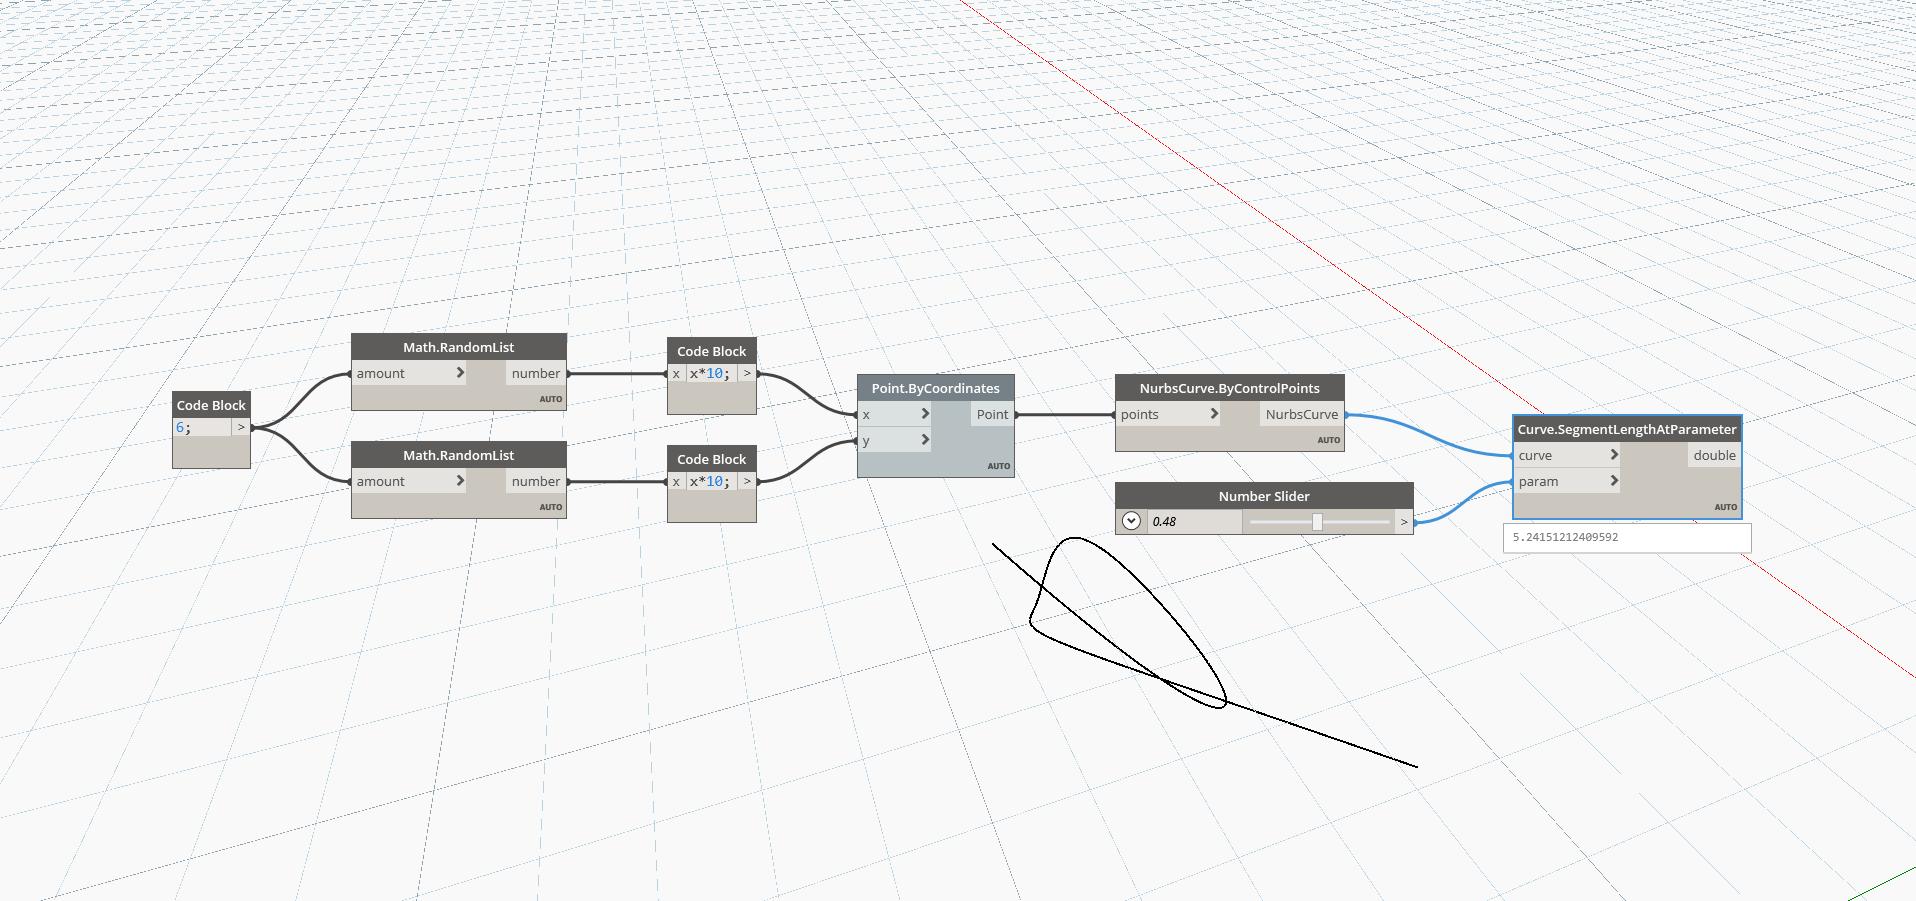 Code Block
6; >
Math.RandomList
amount > number
AUTO
Math.RandomList
amount > number
AUTO
Code Block
x x*10; >
Code Block
x x*10; >
Point.ByCoordinates
x > Point
y >
AUTO
NurbsCurve.ByControlPoints
points > NurbsCurve
AUTO
Number Slider
0.48 >
Curve.SegmentLengthAtParameter
curve > double
param >
AUTO
5.24151212409592